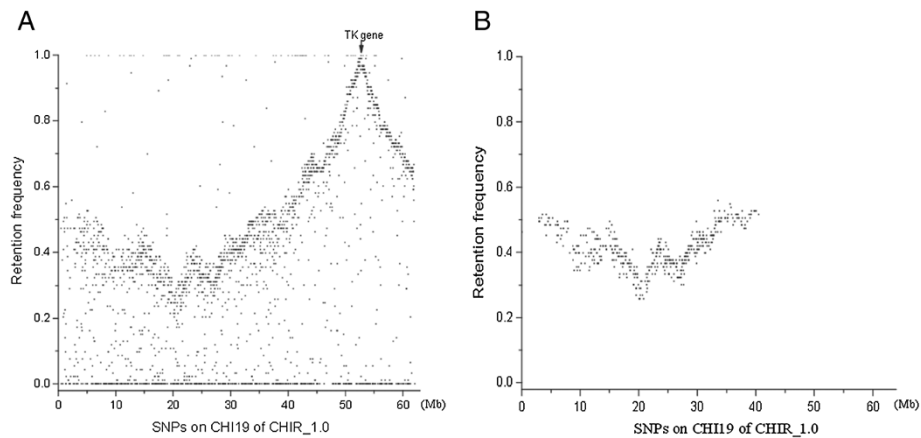 A
TK gene
1.0
0.8
0.6
0.4
0.2
0.0
Retention frequency
0 10 20 30 40 50 60 (Mb)
SNPs on CHI19 of CHIR_1.0
B
1.0
0.8
0.6
0.4
0.2
0.0
Retention frequency
0 10 20 30 40 50 60 (Mb)
SNPs on CHI19 of CHIR_1.0